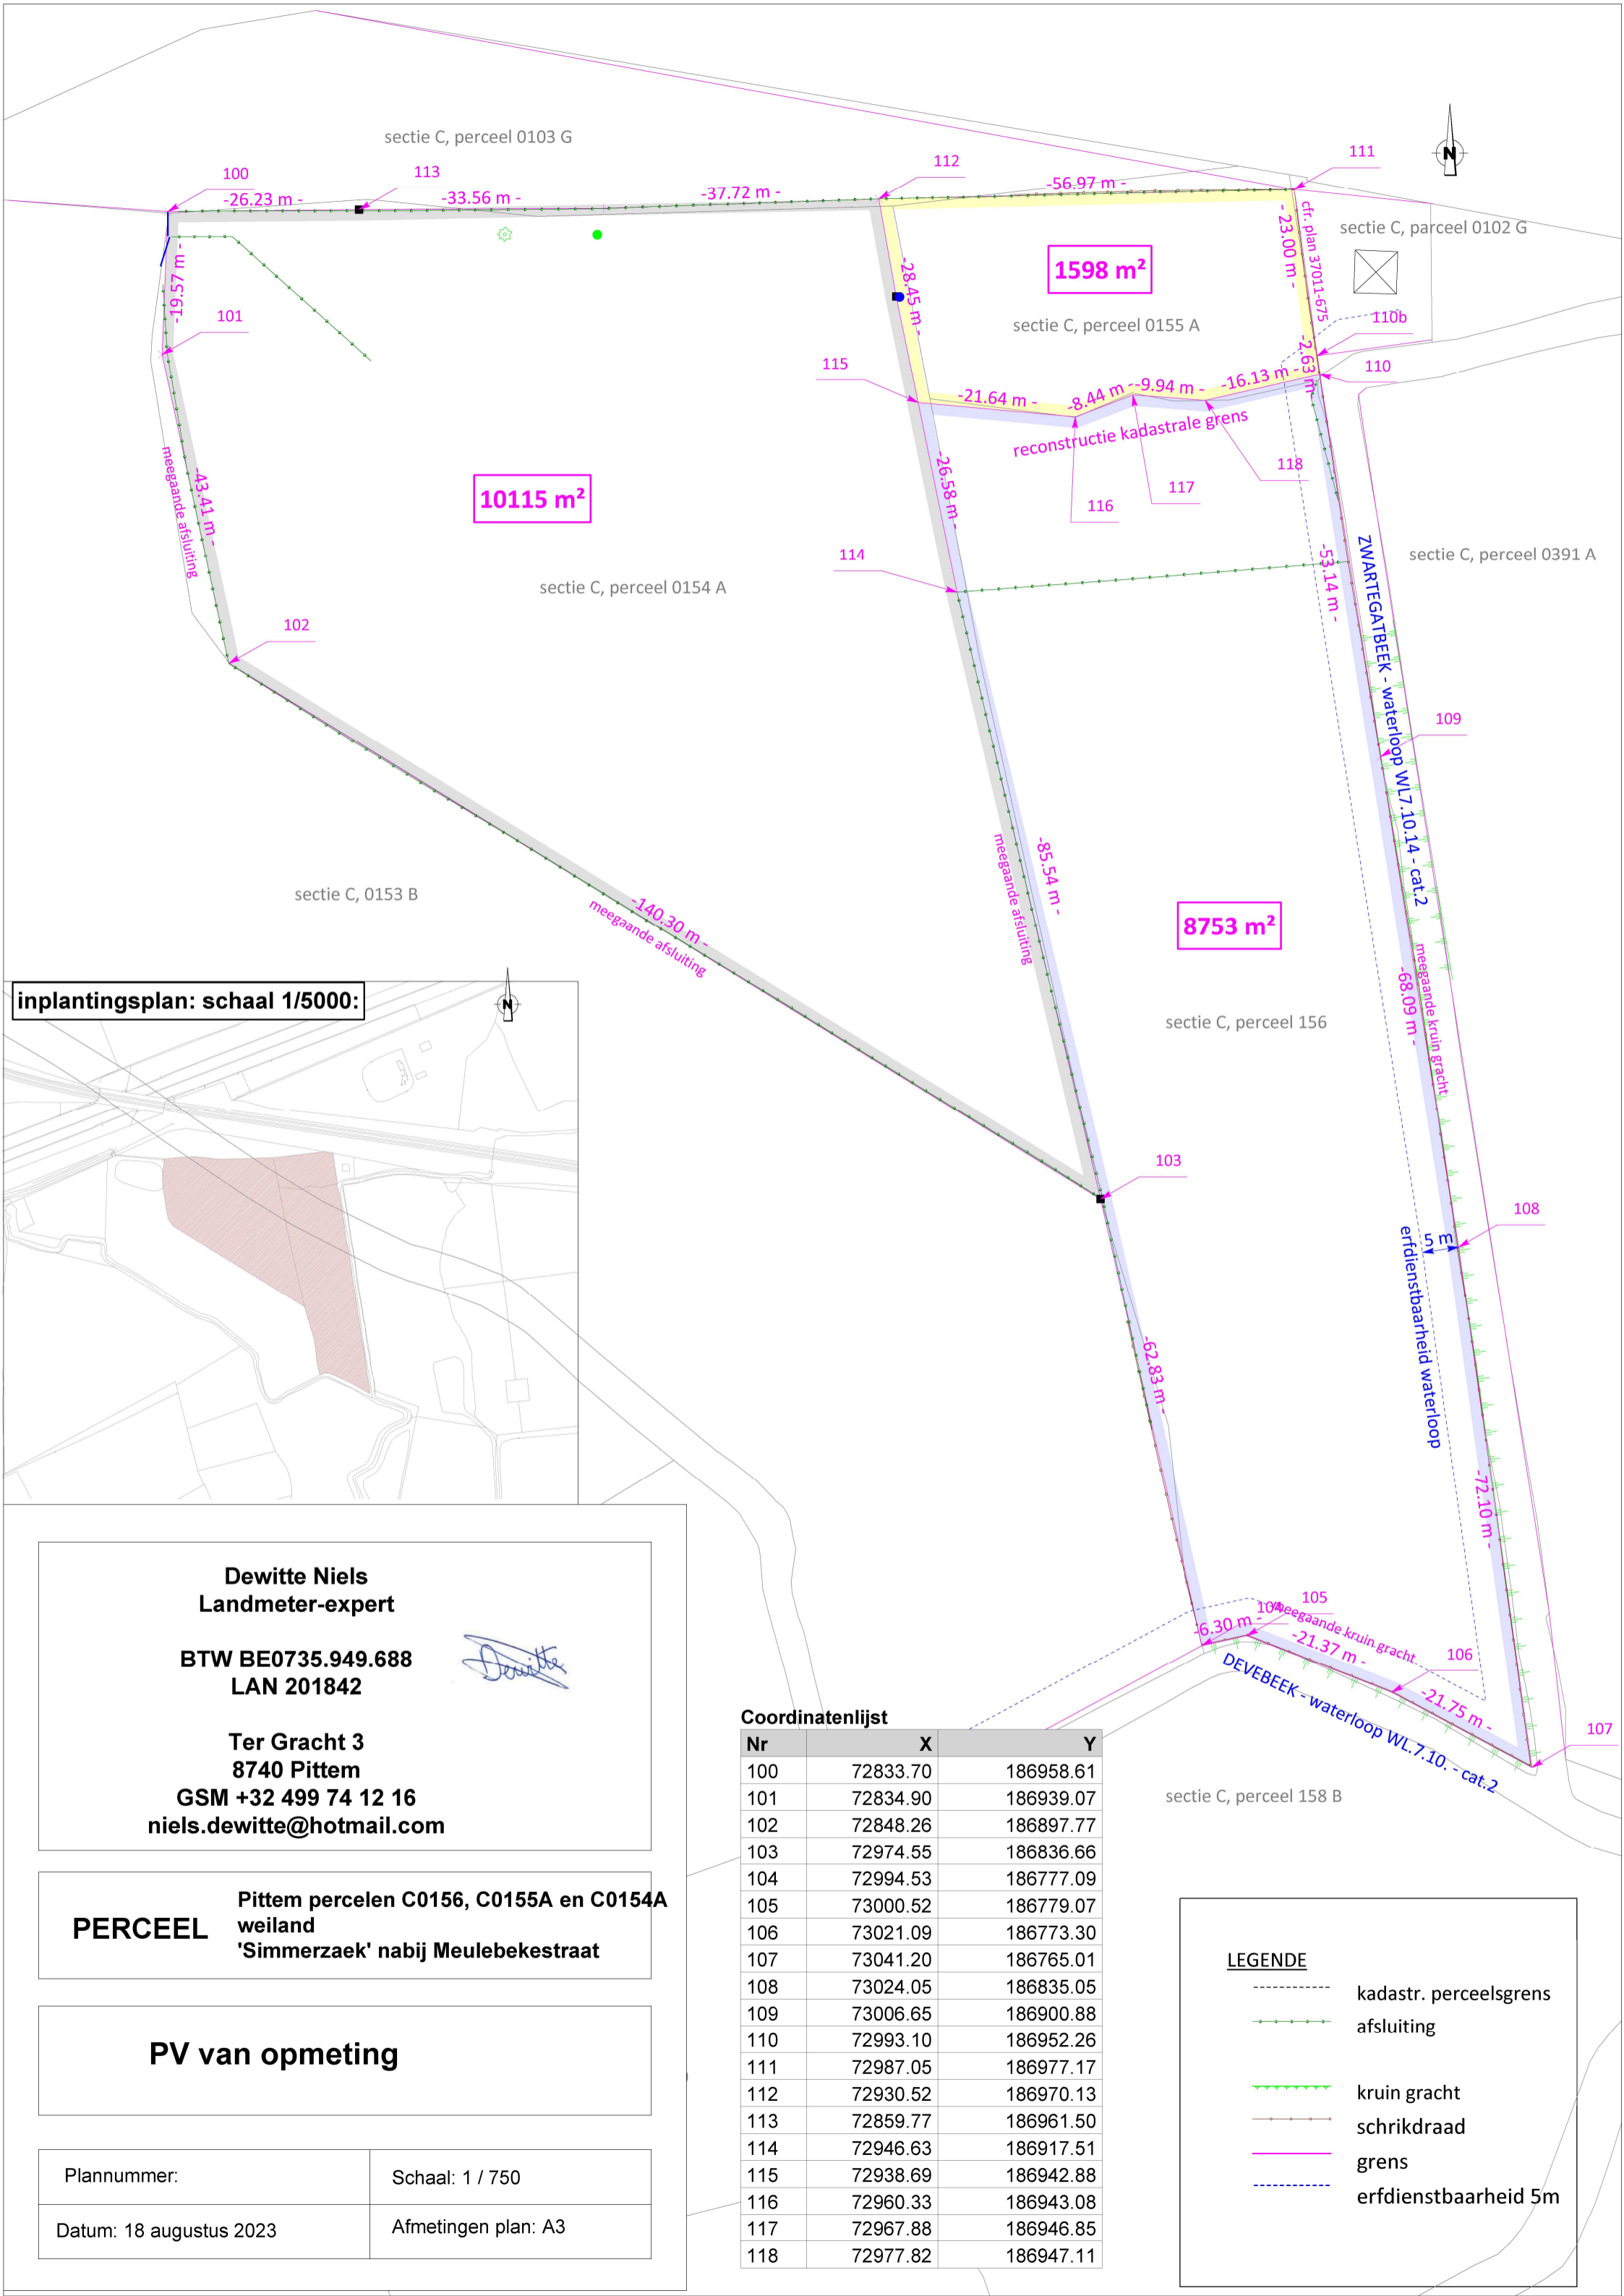 sectie C, perceel 0103 G
100
113
112
111
-26.23 m -
-33.56 m -
-37.72 m -
-56.97 m -
-23.00 m -
cfr. plan 37011-675
sectie C, parceel 0102 G
1598 m²
-28.45 m -
-19.57 m -
101
sectie C, perceel 0155 A
110b
-2.63 m
115
110
-21.64 m -
-8.44 m -
-9.94 m -
-16.13 m -
reconstructie kadastrale grens
118
117
116
meegaande afsluiting
-43.41 m -
10115 m²
-26.58 m -
114
-53.14 m -
ZWARTEGATBEEK - waterloop WL7.10.14 - cat.2
sectie C, perceel 0391 A
sectie C, perceel 0154 A
102
109
sectie C, 0153 B
-140.30 m -
meegaande afsluiting
meegaande afsluiting
-85.54 m -
8753 m²
-68.09 m -
meegaande kruin gracht
sectie C, perceel 156
inplantingsplan: schaal 1/5000:
N
N
103
108
5 m
erfdienstbaarheid waterloop
-62.83 m -
-72.10 m -
104
105
-6.30 m -
meegaande kruin gracht
-21.37 m -
106
-21.75 m -
DEVEBEEK - waterloop WL.7.10. - cat.2
107
sectie C, perceel 158 B
Dewitte Niels
Landmeter-expert
BTW BE0735.949.688
LAN 201842
Dewitte
Ter Gracht 3
8740 Pittem
GSM +32 499 74 12 16
niels.dewitte@hotmail.com
PERCEEL
Pittem percelen C0156, C0155A en C0154A
weiland
'Simmerzaek' nabij Meulebekestraat
PV van opmeting
Plannummer:
Schaal: 1 / 750
Datum: 18 augustus 2023
Afmetingen plan: A3
Coordinatenlijst
Nr X Y
100 72833.70 186958.61
101 72834.90 186939.07
102 72848.26 186897.77
103 72974.55 186836.66
104 72994.53 186777.09
105 73000.52 186779.07
106 73021.09 186773.30
107 73041.20 186765.01
108 73024.05 186835.05
109 73006.65 186900.88
110 72993.10 186952.26
111 72987.05 186977.17
112 72930.52 186970.13
113 72859.77 186961.50
114 72946.63 186917.51
115 72938.69 186942.88
116 72960.33 186943.08
117 72967.88 186946.85
118 72977.82 186947.11
LEGENDE
kadastr. perceelsgrens
afsluiting
kruin gracht
schrikdraad
grens
erfdienstbaarheid 5m